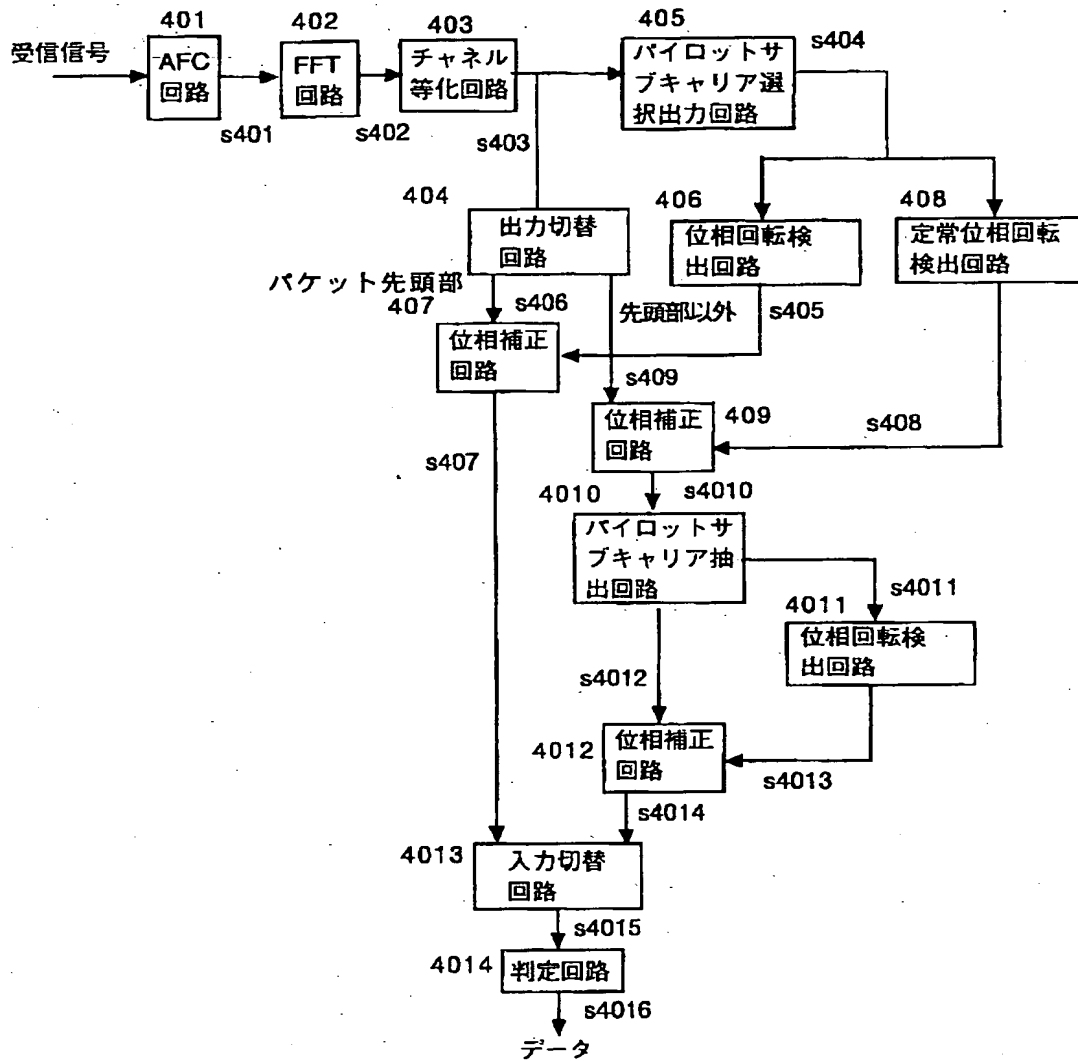 401
402
403
405
受信信号
AFC
回路
FFT
回路
チャネル
等化回路
パイロットサ
ブキャリア選
択出力回路
s404
s401
s402
s403
404
出力切替
回路
406
位相回転検
出回路
408
定常位相回転
検出回路
パケット先頭部
407
s406
先頭部以外
s405
位相補正
回路
s409
409
位相補正
回路
s408
s407
4010
s4010
パイロットサ
ブキャリア抽
出回路
s4011
4011
位相回転検
出回路
s4012
4012
位相補正
回路
s4013
s4014
4013
入力切替
回路
s4015
4014
判定回路
s4016
データ